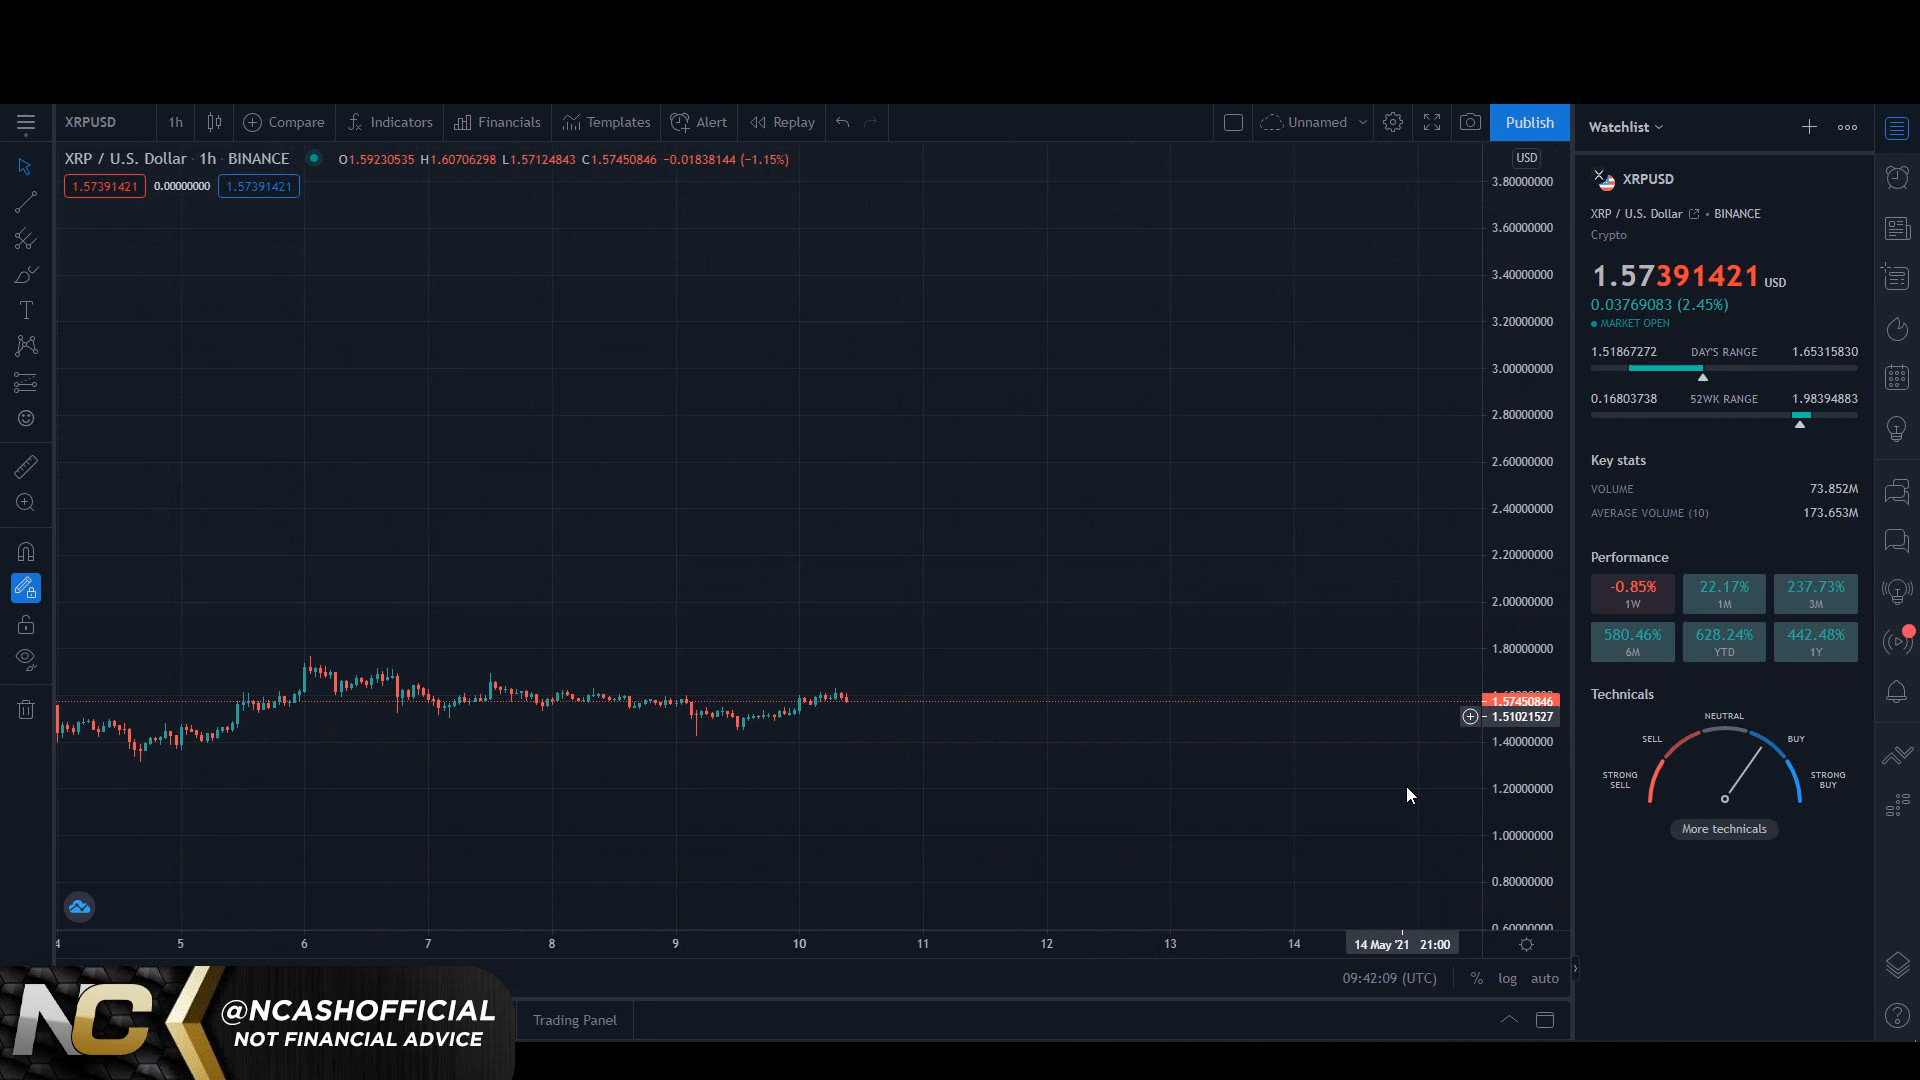 XRPUSD 1h Compare Indicators Financials Templates Alert Replay Unnamed Publish
XRP / U.S. Dollar · 1h · BINANCE O1.59230535 H1.60706298 L1.57124843 C1.57450846 −0.01838144 (−1.15%)
1.57391421 0.00000000 1.57391421
USD
3.80000000
3.60000000
3.40000000
3.20000000
3.00000000
2.80000000
2.60000000
2.40000000
2.20000000
2.00000000
1.80000000
1.57450846
1.51021527
1.40000000
1.20000000
1.00000000
0.80000000
0.60000000
4 5 6 7 8 9 10 11 12 13 14 14 May '21 21:00
09:42:09 (UTC) % log auto
Trading Panel
Watchlist
XRPUSD
XRP / U.S. Dollar • BINANCE
Crypto
1.57391421 USD
0.03769083 (2.45%)
MARKET OPEN
1.51867272 DAY'S RANGE 1.65315830
0.16803738 52WK RANGE 1.98394883
Key stats
VOLUME 73.852M
AVERAGE VOLUME (10) 173.653M
Performance
-0.85% 22.17% 237.73%
1W 1M 3M
580.46% 628.24% 442.48%
6M YTD 1Y
Technicals
NEUTRAL
SELL BUY
STRONG SELL STRONG BUY
More technicals
NC
@NCASHOFFICIAL
NOT FINANCIAL ADVICE